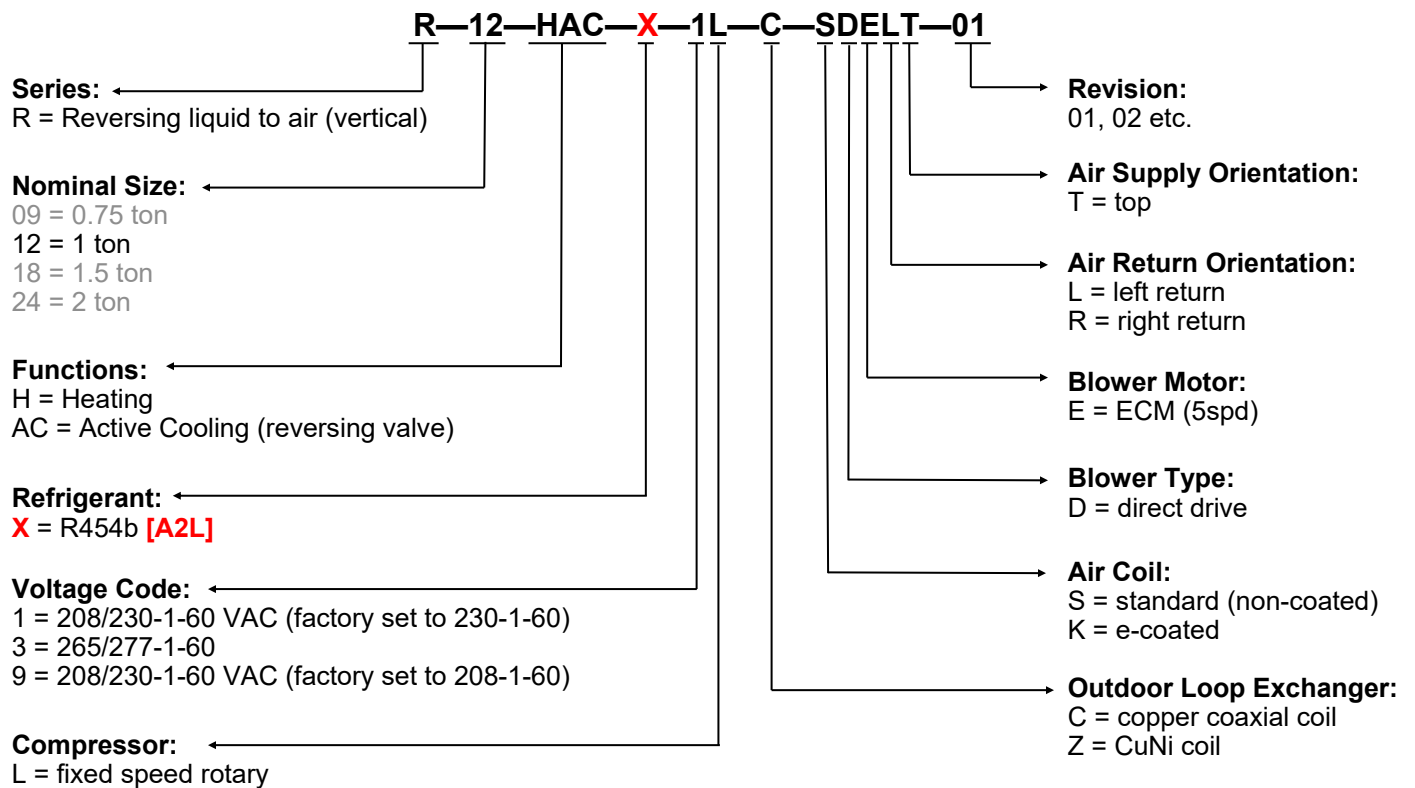 R—12—HAC—X—1L—C—SDELT—01
Series:
R = Reversing liquid to air (vertical)
Nominal Size:
09 = 0.75 ton
12 = 1 ton
18 = 1.5 ton
24 = 2 ton
Functions:
H = Heating
AC = Active Cooling (reversing valve)
Refrigerant:
X = R454b [A2L]
Voltage Code:
1 = 208/230-1-60 VAC (factory set to 230-1-60)
3 = 265/277-1-60
9 = 208/230-1-60 VAC (factory set to 208-1-60)
Compressor:
L = fixed speed rotary
Revision:
01, 02 etc.
Air Supply Orientation:
T = top
Air Return Orientation:
L = left return
R = right return
Blower Motor:
E = ECM (5spd)
Blower Type:
D = direct drive
Air Coil:
S = standard (non-coated)
K = e-coated
Outdoor Loop Exchanger:
C = copper coaxial coil
Z = CuNi coil